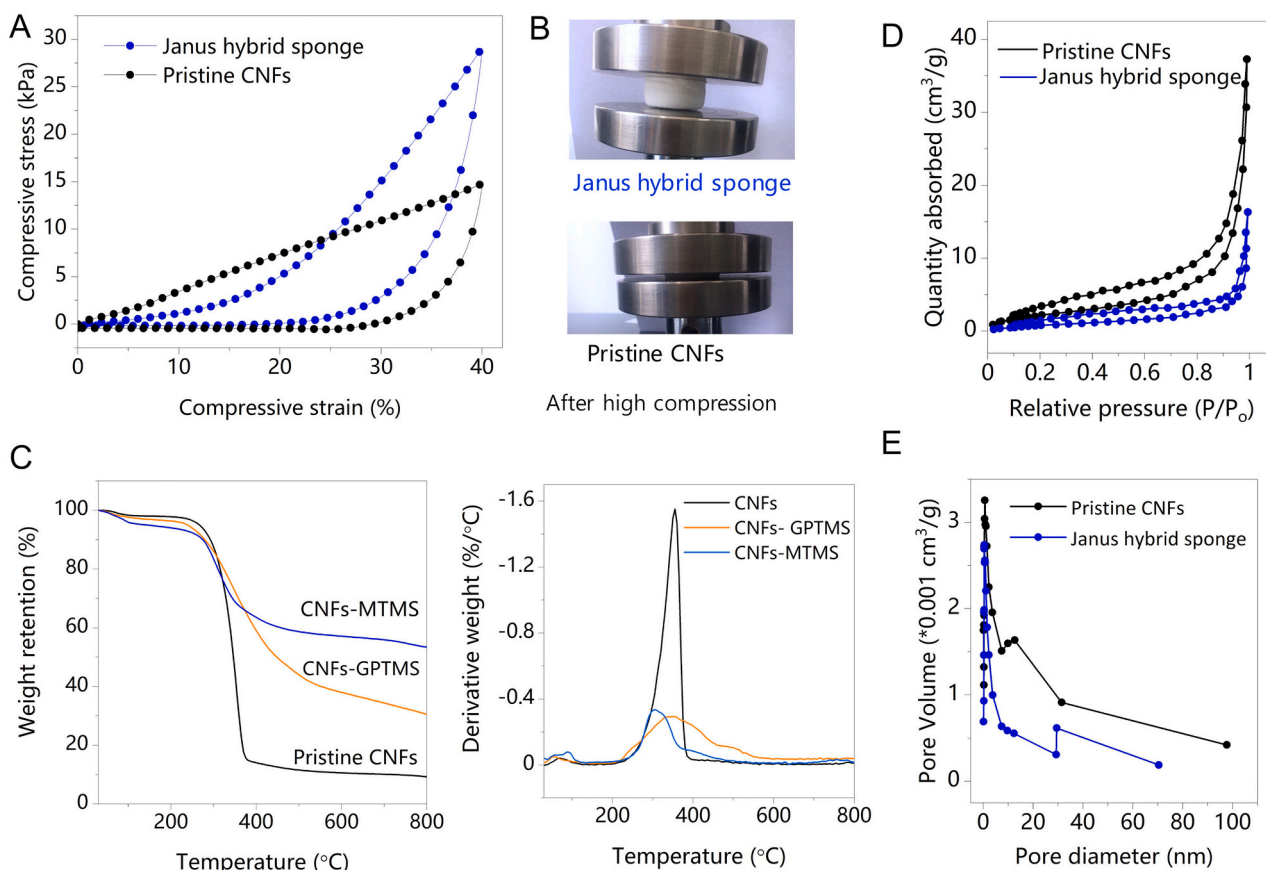 A
Compressive stress (kPa)
30
25
20
15
10
5
0
Janus hybrid sponge
Pristine CNFs
0 10 20 30 40
Compressive strain (%)
B
Janus hybrid sponge
Pristine CNFs
After high compression
D
Quantity absorbed (cm³/g)
40
30
20
10
0
Pristine CNFs
Janus hybrid sponge
0 0.2 0.4 0.6 0.8 1
Relative pressure (P/Pₒ)
C
Weight retention (%)
100
80
60
40
20
0
CNFs-MTMS
CNFs-GPTMS
Pristine CNFs
200 400 600 800
Temperature (°C)
Derivative weight (%/°C)
-1.6
-1.2
-0.8
-0.4
0
CNFs
CNFs- GPTMS
CNFs-MTMS
200 400 600 800
Temperature (°C)
E
Pore Volume (*0.001 cm³/g)
3
2
1
0
Pristine CNFs
Janus hybrid sponge
0 20 40 60 80 100
Pore diameter (nm)